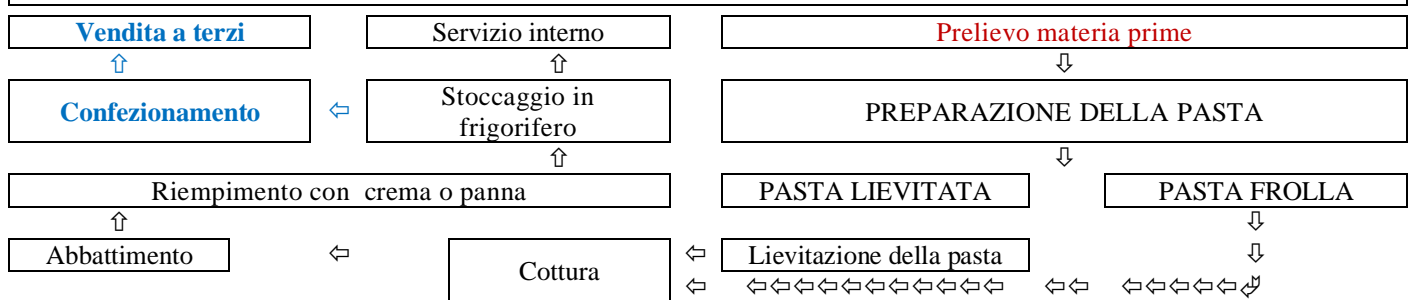 Vendita a terzi
Servizio interno
Prelievo materia prime
⇧
⇧
⇩
Confezionamento
⇦
Stoccaggio in
frigorifero
PREPARAZIONE DELLA PASTA
⇧
⇩
Riempimento con crema o panna
PASTA LIEVITATA
PASTA FROLLA
⇧
⇩
Abbattimento
⇦
Cottura
⇦
Lievitazione della pasta
⇩
⇦
⇦⇦⇦⇦⇦⇦⇦⇦⇦⇦⇦
⇦⇦
⇦⇦⇦⇦⇦